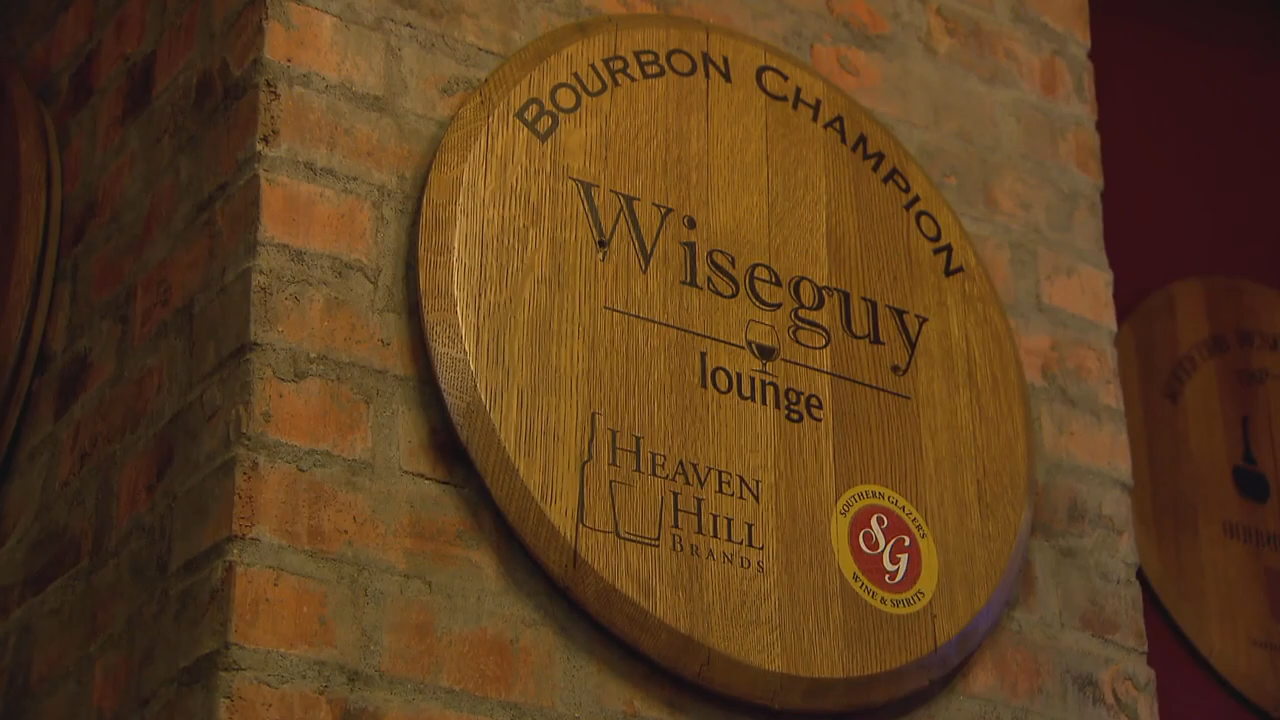 BOURBON CHAMPION
Wiseguy
lounge
HEAVEN
HILL
BRANDS
SOUTHERN GLAZER'S
SG
WINE & SPIRITS